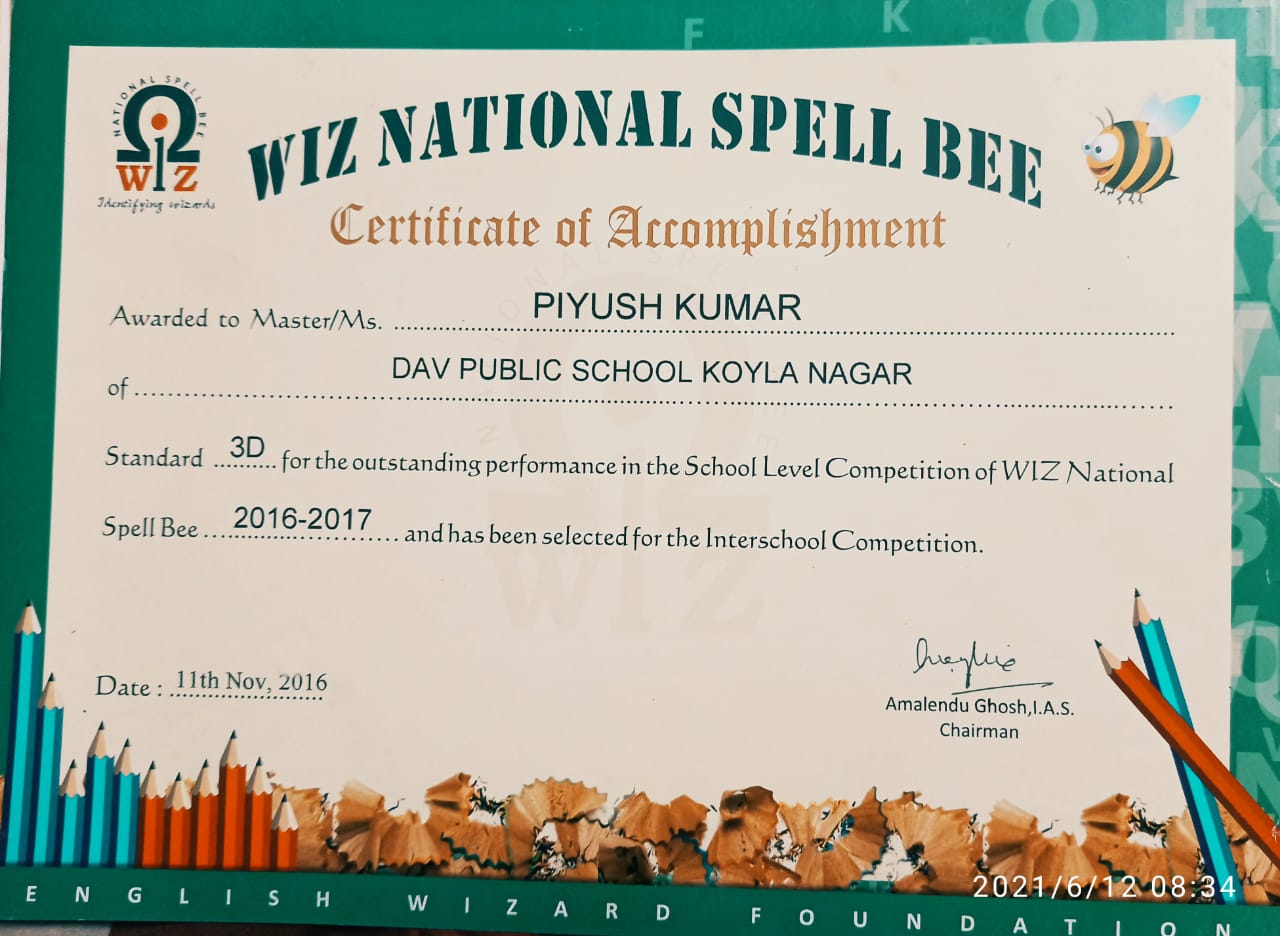 NATIONAL SPELL BEE
WIZ
Identifying wizards
WIZ NATIONAL SPELL BEE
Certificate of Accomplishment
Awarded to Master/Ms. PIYUSH KUMAR
of DAV PUBLIC SCHOOL KOYLA NAGAR
Standard 3D for the outstanding performance in the School Level Competition of WIZ National
Spell Bee 2016-2017 and has been selected for the Interschool Competition.
Date : 11th Nov, 2016
Amalendu Ghosh,I.A.S.
Chairman
2021/6/12 08:34
ENGLISH WIZARD FOUNDATION